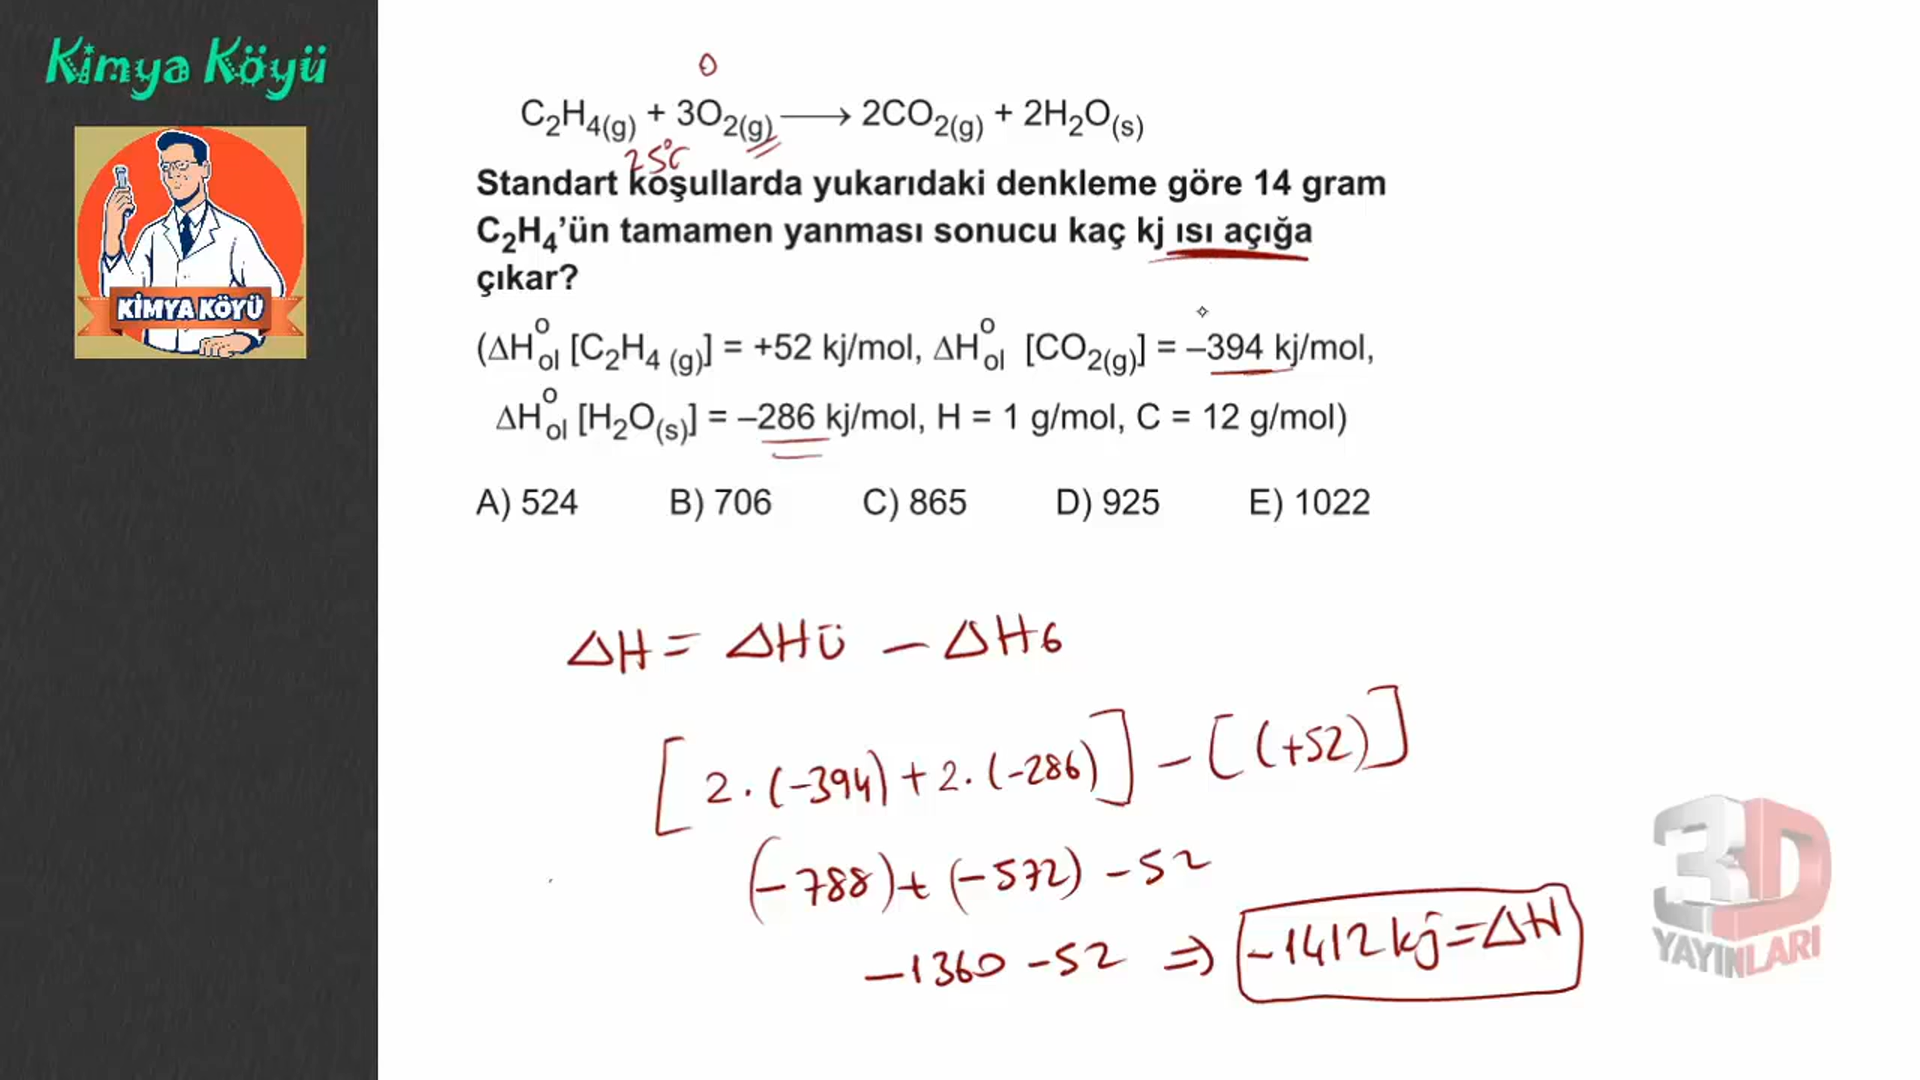 Kimya Köyü
KİMYA KÖYÜ
0
C₂H₄(g) + 3O₂(g) ⟶ 2CO₂(g) + 2H₂O(s)
25°C
Standart koşullarda yukarıdaki denkleme göre 14 gram
C₂H₄'ün tamamen yanması sonucu kaç kj ısı açığa
çıkar?
(ΔH°ol [C₂H₄ (g)] = +52 kj/mol, ΔH°ol [CO₂(g)] = –394 kj/mol,
ΔH°ol [H₂O(s)] = –286 kj/mol, H = 1 g/mol, C = 12 g/mol)
A) 524 B) 706 C) 865 D) 925 E) 1022
ΔH = ΔHÜ – ΔHG
[2.(-394) + 2.(-286)] – [(+52)]
(-788) + (-572) - 52
-1360 - 52 ⇒ -1412 kj = ΔH
3D
YAYINLARI